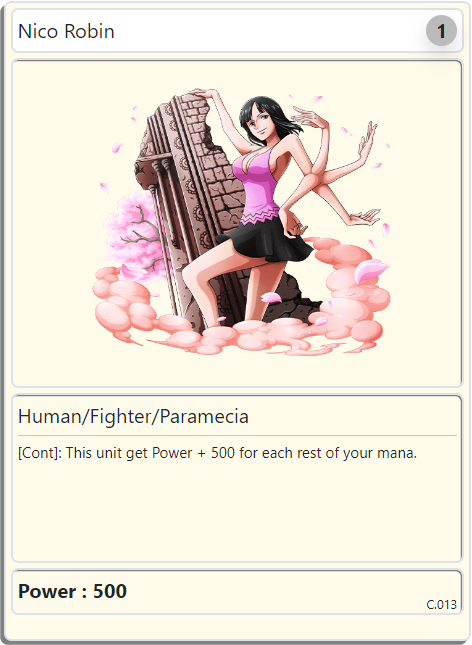 Nico Robin
1
Human/Fighter/Paramecia
[Cont]: This unit get Power + 500 for each rest of your mana.
Power : 500
C.013